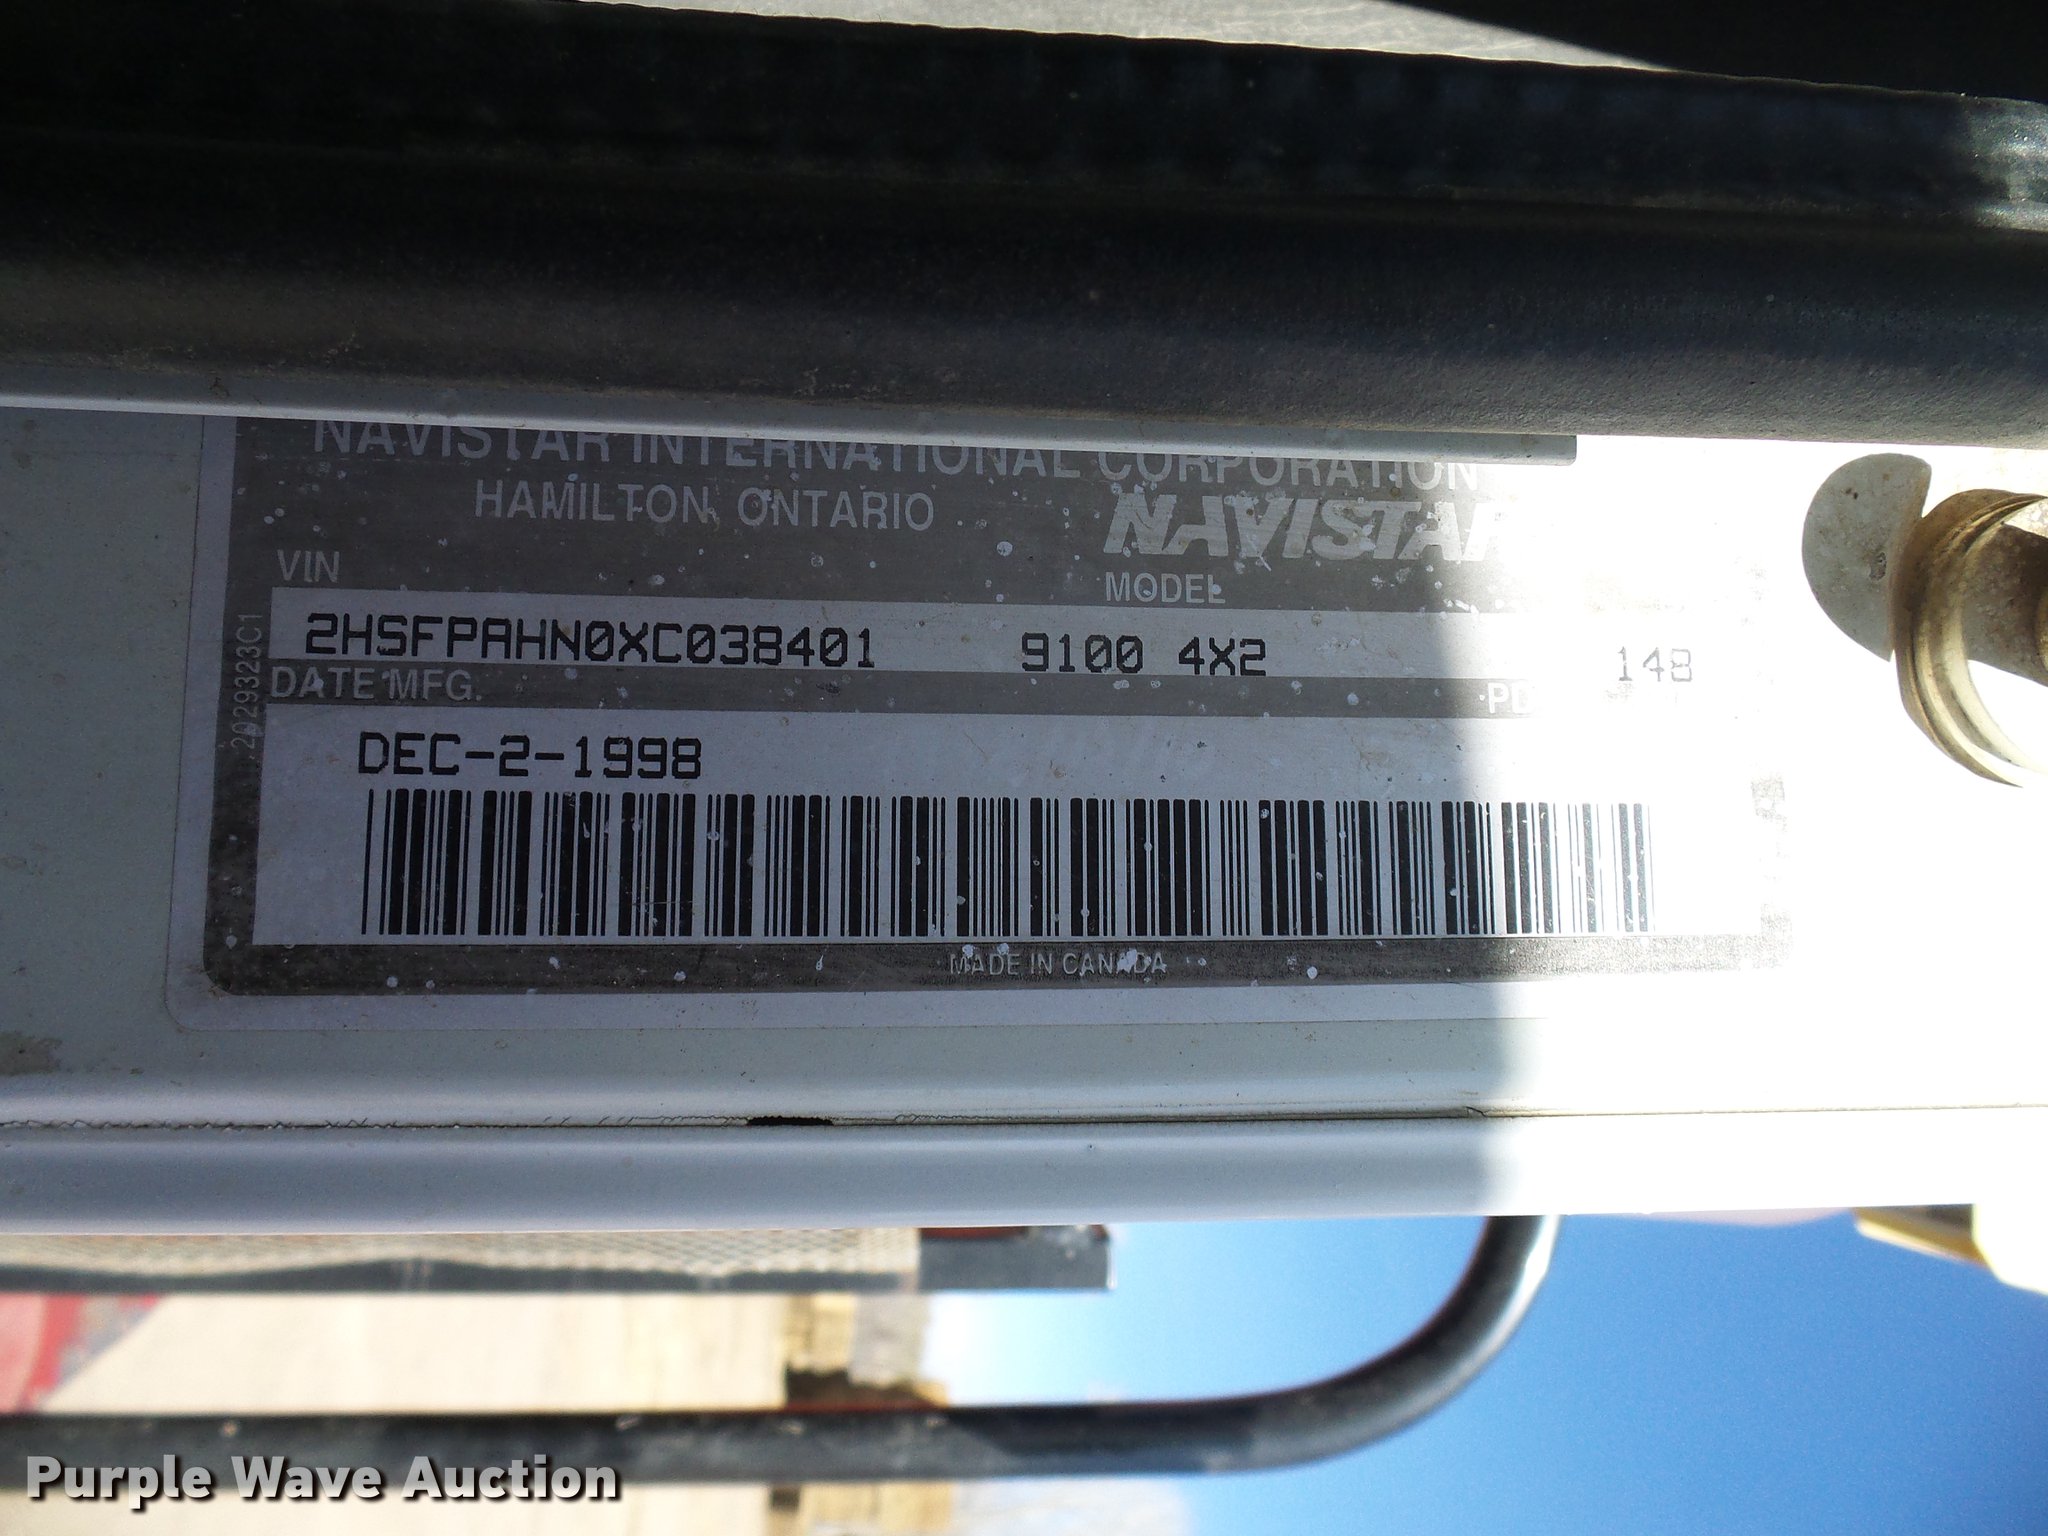 NAVISTAR INTERNATIONAL CORPORATION
HAMILTON, ONTARIO
NAVISTAR
VIN
MODEL
2HSFPAHN0XC038401 9100 4X2 148
DATE MFG.
DEC-2-1998
2029323C1
MADE IN CANADA
Purple Wave Auction